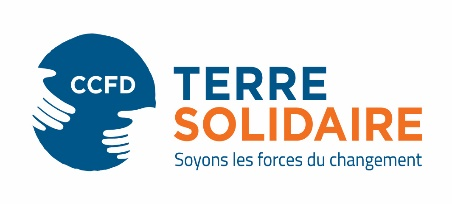 CCFD
TERRE
SOLIDAIRE
Soyons les forces du changement